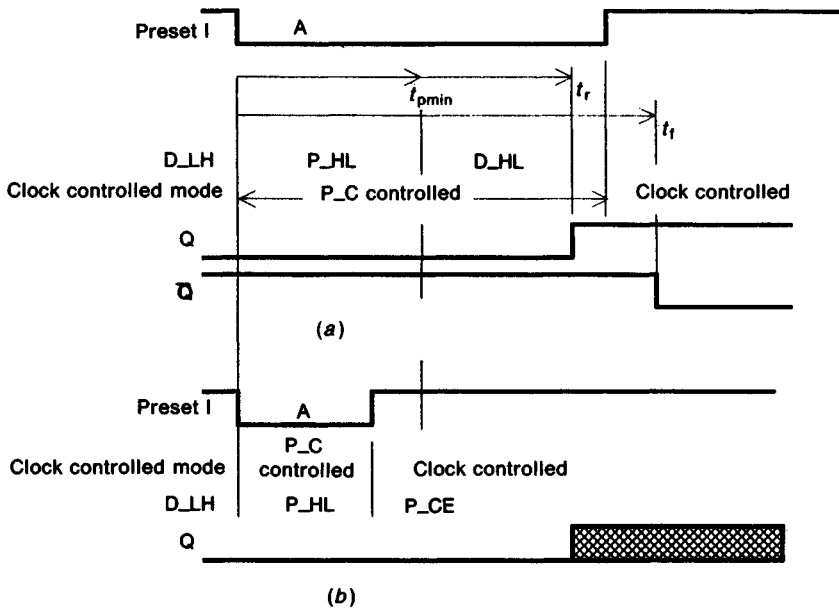 Preset I A
t_pmin t_r
t_f
D_LH P_HL D_HL
Clock controlled mode P_C controlled Clock controlled
Q
Q̅
(a)
Preset I A
P_C
Clock controlled mode controlled Clock controlled
D_LH P_HL P_CE
Q
(b)